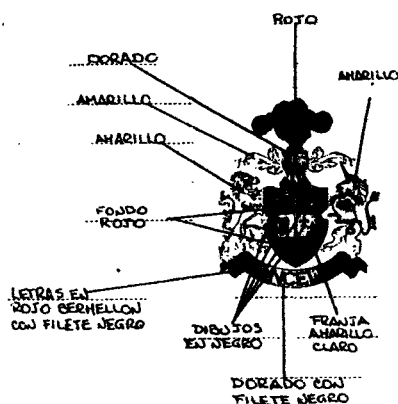 ROJO
DORADO
AMARILLO
AMARILLO
AMARILLO
FONDO
ROJO
LETRAS EN
ROJO BERMELLON
CON FILETE NEGRO
DIBUJOS
EN NEGRO
FRANJA
AMARILLO
CLARO
DORADO CON
FILETE NEGRO